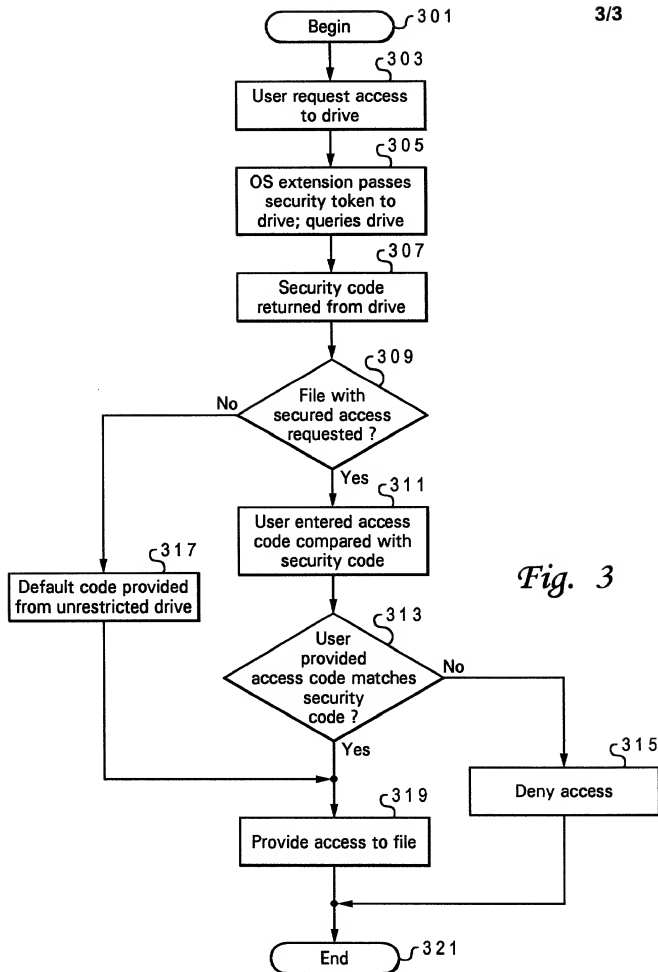 3/3
Begin
301
303
User request access
to drive
305
OS extension passes
security token to
drive; queries drive
307
Security code
returned from drive
309
File with
secured access
requested ?
No
Yes
311
User entered access
code compared with
security code
317
Default code provided
from unrestricted drive
Fig. 3
313
User
provided
access code matches
security
code ?
No
Yes
315
Deny access
319
Provide access to file
End
321